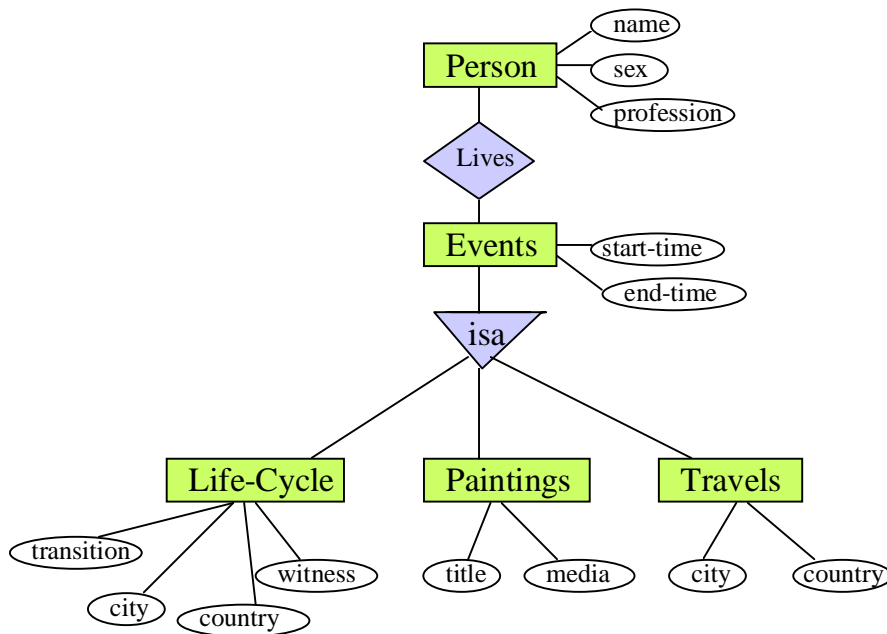 name
Person
sex
profession
Lives
Events
start-time
end-time
isa
Life-Cycle
Paintings
Travels
transition
witness
title
media
city
country
city
country